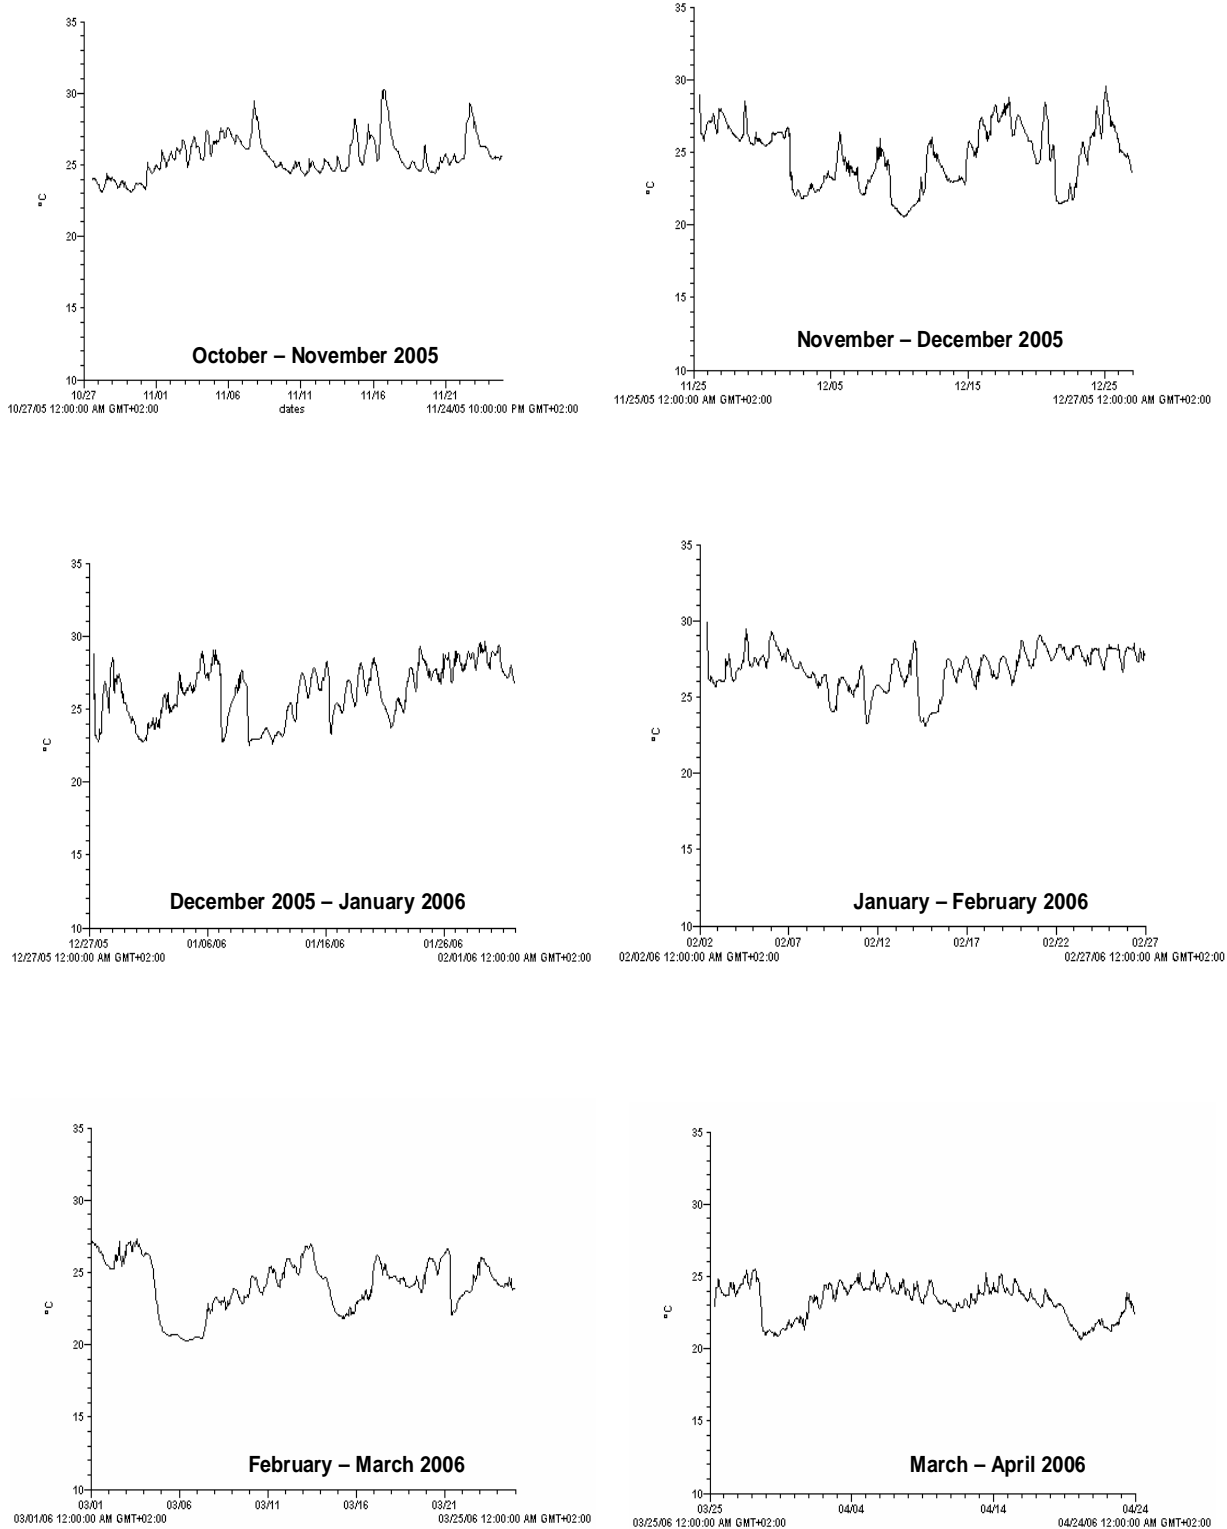 35
30
25
20
15
10
°C
October – November 2005
10/27 11/01 11/06 11/11 11/16 11/21
10/27/05 12:00:00 AM GMT+02:00 dates 11/24/05 10:00:00 PM GMT+02:00
35
30
25
20
15
10
°C
November – December 2005
11/25 12/05 12/15 12/25
11/25/05 12:00:00 AM GMT+02:00 12/27/05 12:00:00 AM GMT+02:00
35
30
25
20
15
10
°C
December 2005 – January 2006
12/27/05 01/06/06 01/16/06 01/26/06
12/27/05 12:00:00 AM GMT+02:00 02/01/06 12:00:00 AM GMT+02:00
35
30
25
20
15
10
°C
January – February 2006
02/02 02/07 02/12 02/17 02/22 02/27
02/02/06 12:00:00 AM GMT+02:00 02/27/06 12:00:00 AM GMT+02:00
35
30
25
20
15
10
°C
February – March 2006
03/01 03/06 03/11 03/16 03/21
03/01/06 12:00:00 AM GMT+02:00 03/25/06 12:00:00 AM GMT+02:00
35
30
25
20
15
10
°C
March – April 2006
03/25 04/04 04/14 04/24
03/25/06 12:00:00 AM GMT+02:00 04/24/06 12:00:00 AM GMT+02:00